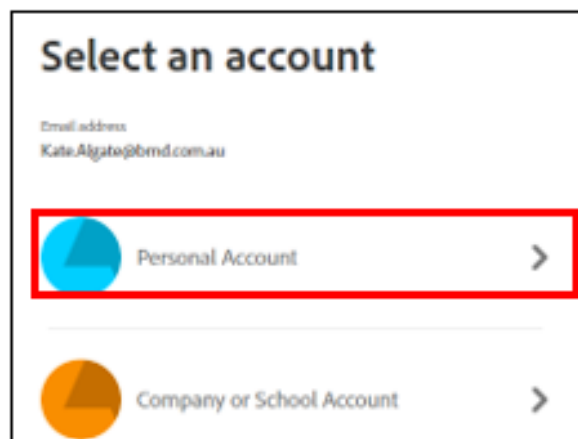 Select an account
Email address
Kate.Algate@bmd.com.au
Personal Account
Company or School Account